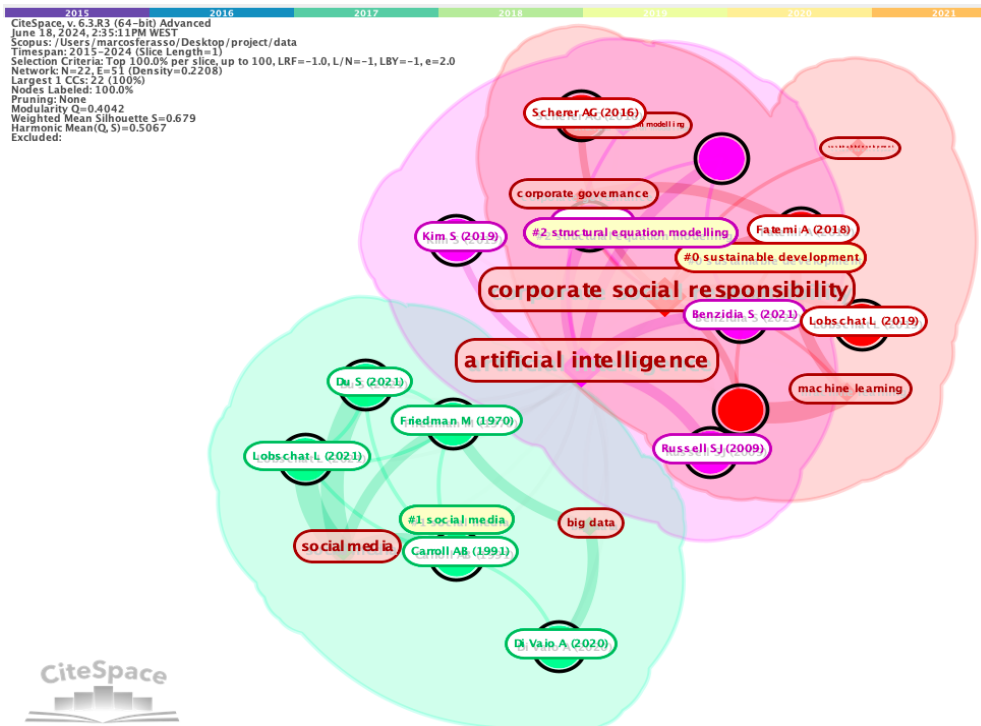 2015 2016 2017 2018 2019 2020 2021
CiteSpace, v. 6.3.R3 (64-bit) Advanced
June 18, 2024, 2:35:11PM WEST
Scopus: /Users/marcosferasso/Desktop/project/data
Timespan: 2015-2024 (Slice Length=1)
Selection Criteria: Top 100.0% per slice, up to 100, LRF=-1.0, L/N=-1, LBY=-1, e=2.0
Network: N=22, E=51 (Density=0.2208)
Largest 1 CCs: 22 (100%)
Nodes Labeled: 100.0%
Pruning: None
Modularity Q=0.4042
Weighted Mean Silhouette S=0.679
Harmonic Mean(Q, S)=0.5067
Excluded:
Scherer AG (2016)
modelling
corporate governance
Kim S (2019)
#2 structural equation modelling
Fatemi A (2018)
#0 sustainable development
corporate social responsibility
Benzidia S (2021)
Lobschat L (2019)
artificial intelligence
Du S (2021)
machine learning
Friedman M (1970)
Lobschat L (2021)
Russell SJ (2009)
#1 social media
big data
social media
Carroll AB (1991)
Di Vaio A (2020)
CiteSpace